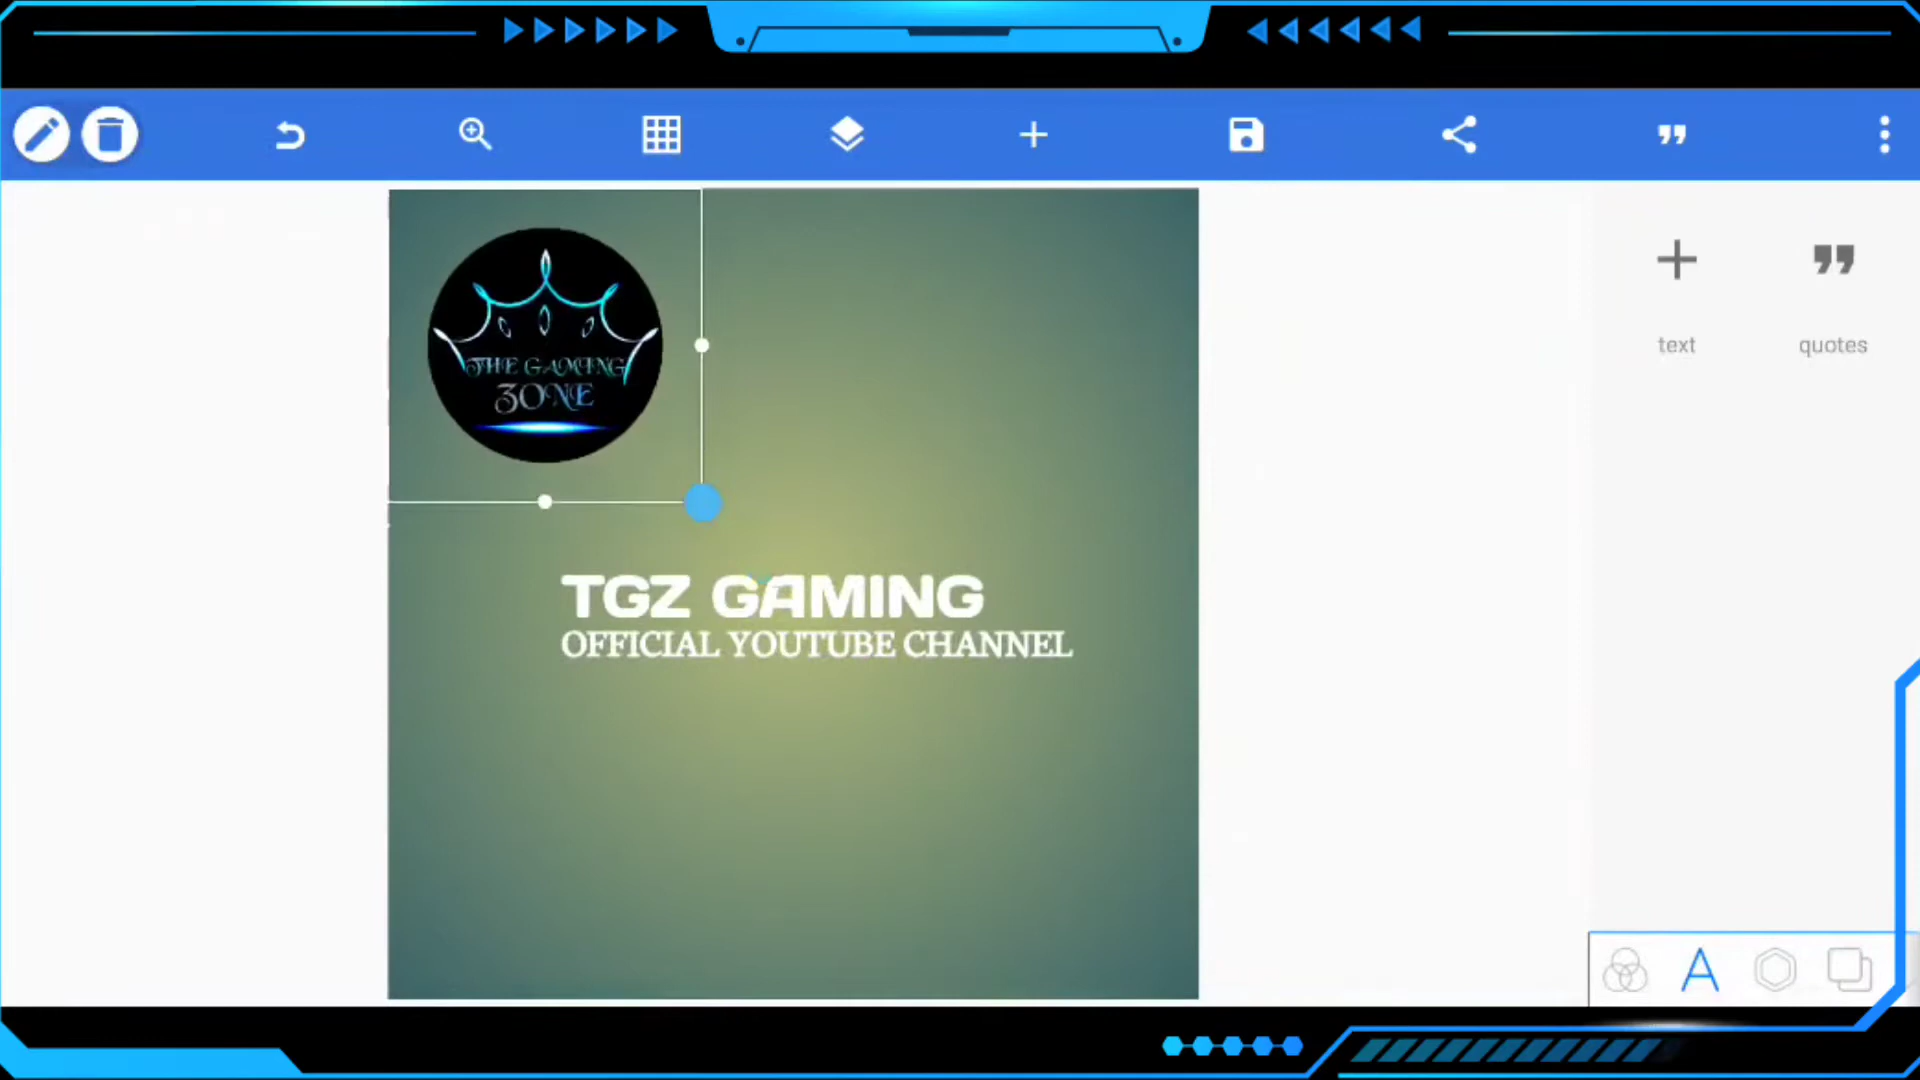 THE GAMING
ZONE
text
quotes
TGZ GAMING
OFFICIAL YOUTUBE CHANNEL